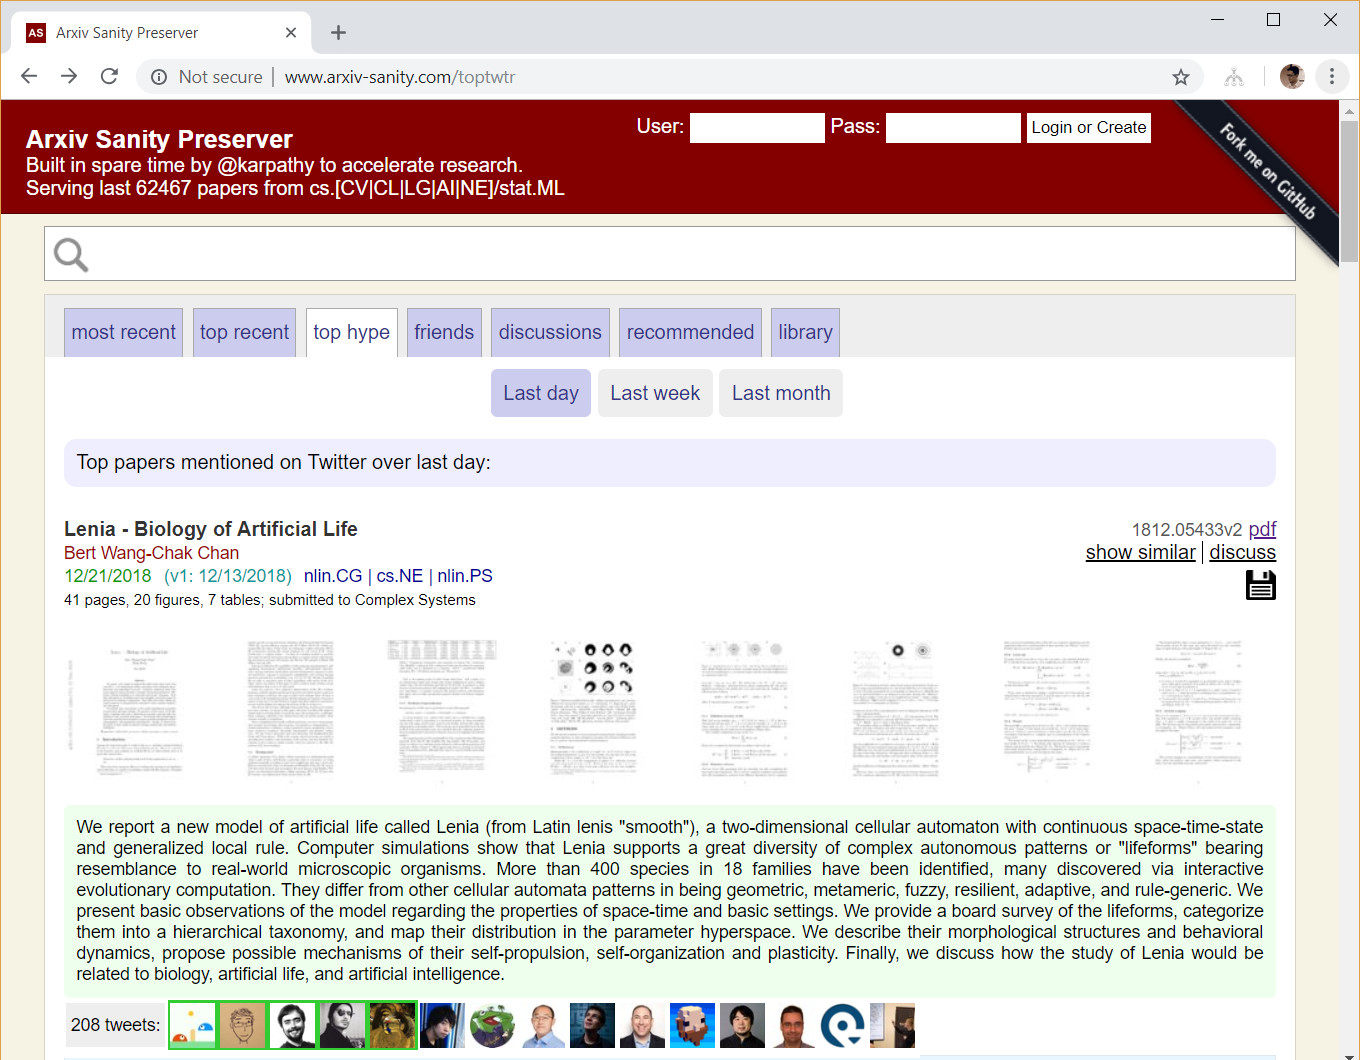 AS Arxiv Sanity Preserver
Not secure | www.arxiv-sanity.com/toptwtr
Arxiv Sanity Preserver
Built in spare time by @karpathy to accelerate research.
Serving last 62467 papers from cs.[CV|CL|LG|AI|NE]/stat.ML
User: Pass: Login or Create
Fork me on GitHub
most recent top recent top hype friends discussions recommended library
Last day Last week Last month
Top papers mentioned on Twitter over last day:
Lenia - Biology of Artificial Life 1812.05433v2 pdf
Bert Wang-Chak Chan show similar | discuss
12/21/2018 (v1: 12/13/2018) nlin.CG | cs.NE | nlin.PS
41 pages, 20 figures, 7 tables; submitted to Complex Systems
We report a new model of artificial life called Lenia (from Latin lenis "smooth"), a two-dimensional cellular automaton with continuous space-time-state
and generalized local rule. Computer simulations show that Lenia supports a great diversity of complex autonomous patterns or "lifeforms" bearing
resemblance to real-world microscopic organisms. More than 400 species in 18 families have been identified, many discovered via interactive
evolutionary computation. They differ from other cellular automata patterns in being geometric, metameric, fuzzy, resilient, adaptive, and rule-generic. We
present basic observations of the model regarding the properties of space-time and basic settings. We provide a board survey of the lifeforms, categorize
them into a hierarchical taxonomy, and map their distribution in the parameter hyperspace. We describe their morphological structures and behavioral
dynamics, propose possible mechanisms of their self-propulsion, self-organization and plasticity. Finally, we discuss how the study of Lenia would be
related to biology, artificial life, and artificial intelligence.
208 tweets: